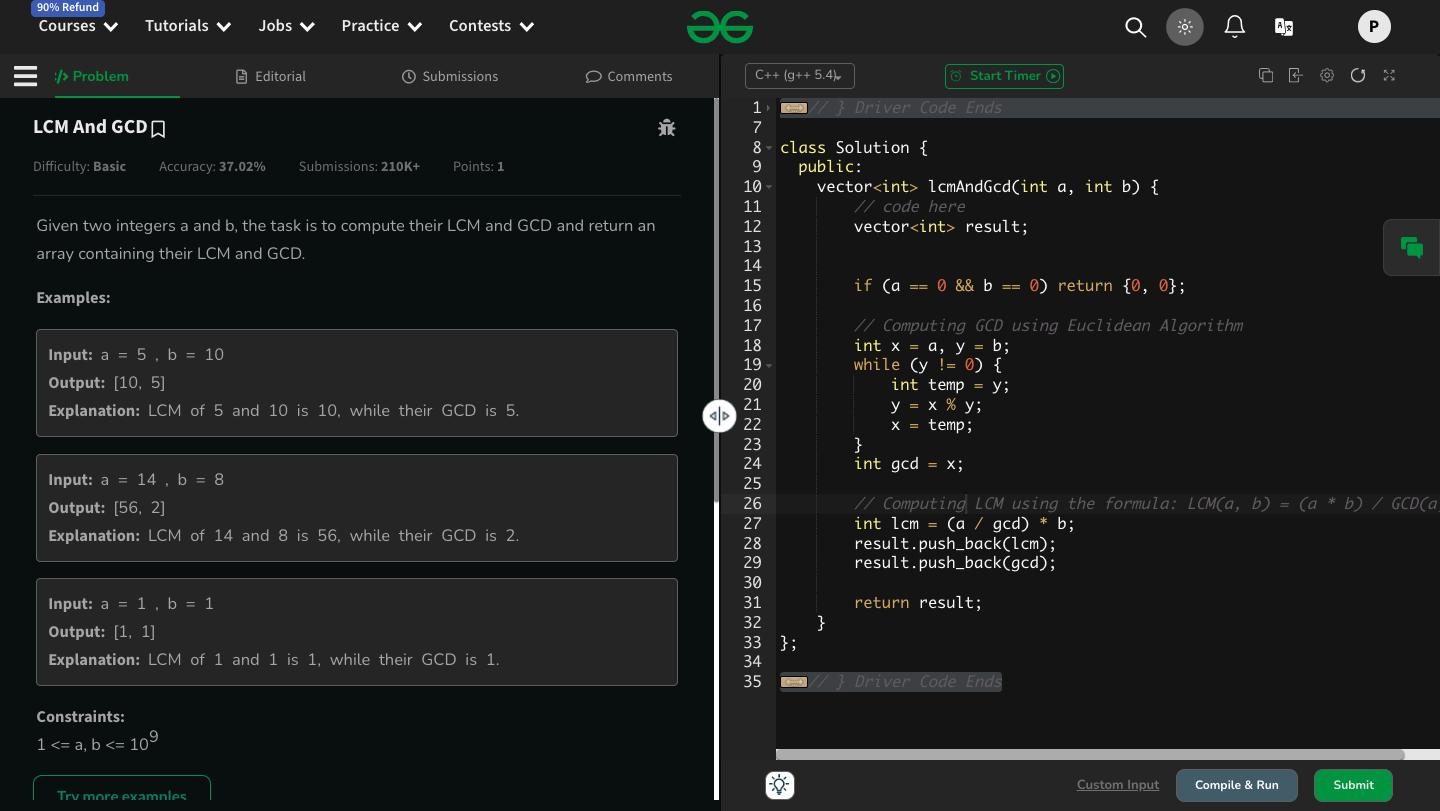 90% Refund
Courses Tutorials Jobs Practice Contests P
Problem Editorial Submissions Comments
LCM And GCD
Difficulty: Basic Accuracy: 37.02% Submissions: 210K+ Points: 1
Given two integers a and b, the task is to compute their LCM and GCD and return an
array containing their LCM and GCD.
Examples:
Input: a = 5 , b = 10
Output: [10, 5]
Explanation: LCM of 5 and 10 is 10, while their GCD is 5.
Input: a = 14 , b = 8
Output: [56, 2]
Explanation: LCM of 14 and 8 is 56, while their GCD is 2.
Input: a = 1 , b = 1
Output: [1, 1]
Explanation: LCM of 1 and 1 is 1, while their GCD is 1.
Constraints:
1 <= a, b <= 10⁹
Try more examples
C++ (g++ 5.4) Start Timer
1 // } Driver Code Ends
7
8 class Solution {
9 public:
10 vector<int> lcmAndGcd(int a, int b) {
11 // code here
12 vector<int> result;
13
14
15 if (a == 0 && b == 0) return {0, 0};
16
17 // Computing GCD using Euclidean Algorithm
18 int x = a, y = b;
19 while (y != 0) {
20 int temp = y;
21 y = x % y;
22 x = temp;
23 }
24 int gcd = x;
25
26 // Computing LCM using the formula: LCM(a, b) = (a * b) / GCD(a,
27 int lcm = (a / gcd) * b;
28 result.push_back(lcm);
29 result.push_back(gcd);
30
31 return result;
32 }
33 };
34
35 // } Driver Code Ends
Custom Input Compile & Run Submit